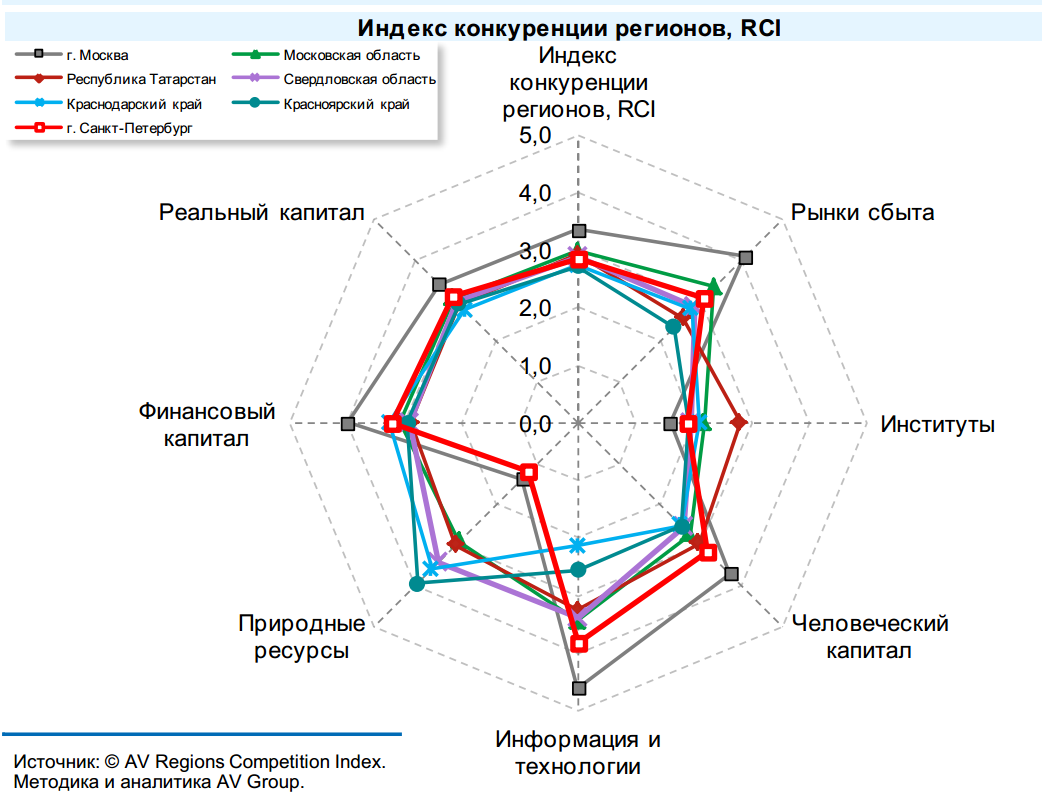 Индекс конкуренции регионов, RCI
г. Москва
Московская область
Республика Татарстан
Свердловская область
Краснодарский край
Красноярский край
г. Санкт-Петербург
Индекс
конкуренции
регионов, RCI
5,0
4,0
3,0
2,0
1,0
0,0
Реальный капитал
Рынки сбыта
Финансовый
капитал
Институты
Природные
ресурсы
Человеческий
капитал
Информация и
технологии
Источник: © AV Regions Competition Index.
Методика и аналитика AV Group.